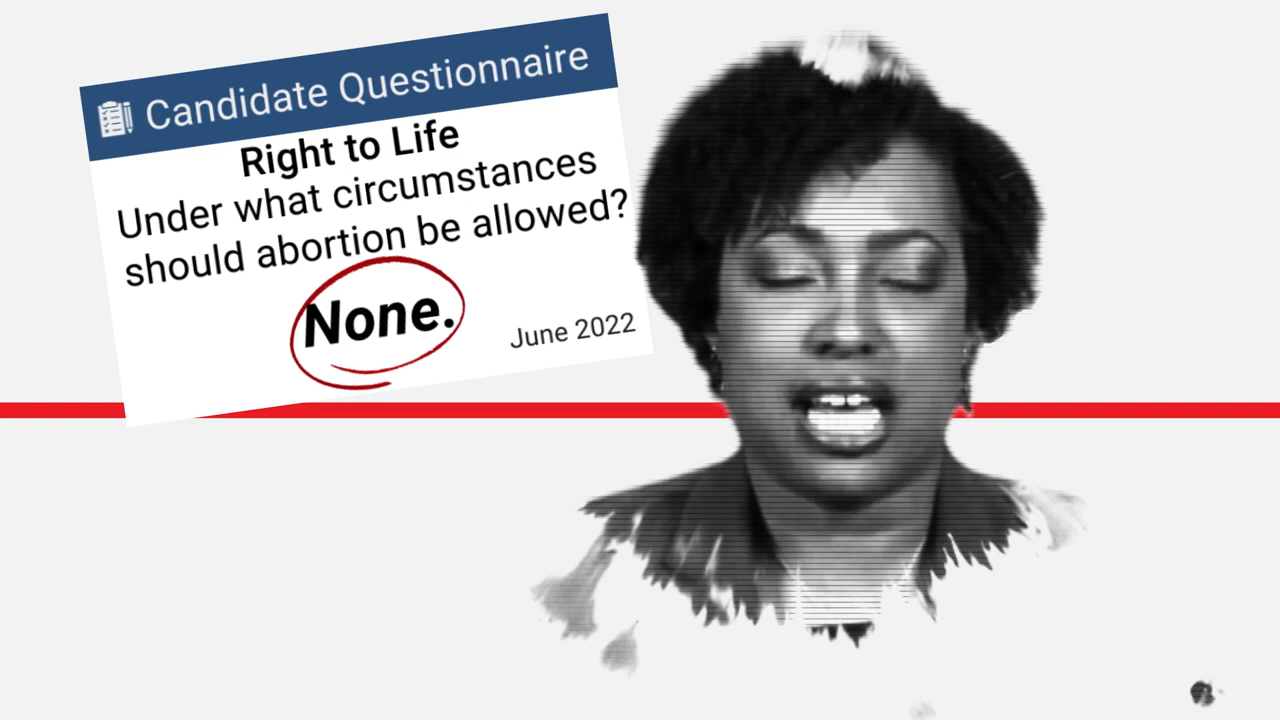 Candidate Questionnaire
Right to Life
Under what circumstances
should abortion be allowed?
None.
June 2022